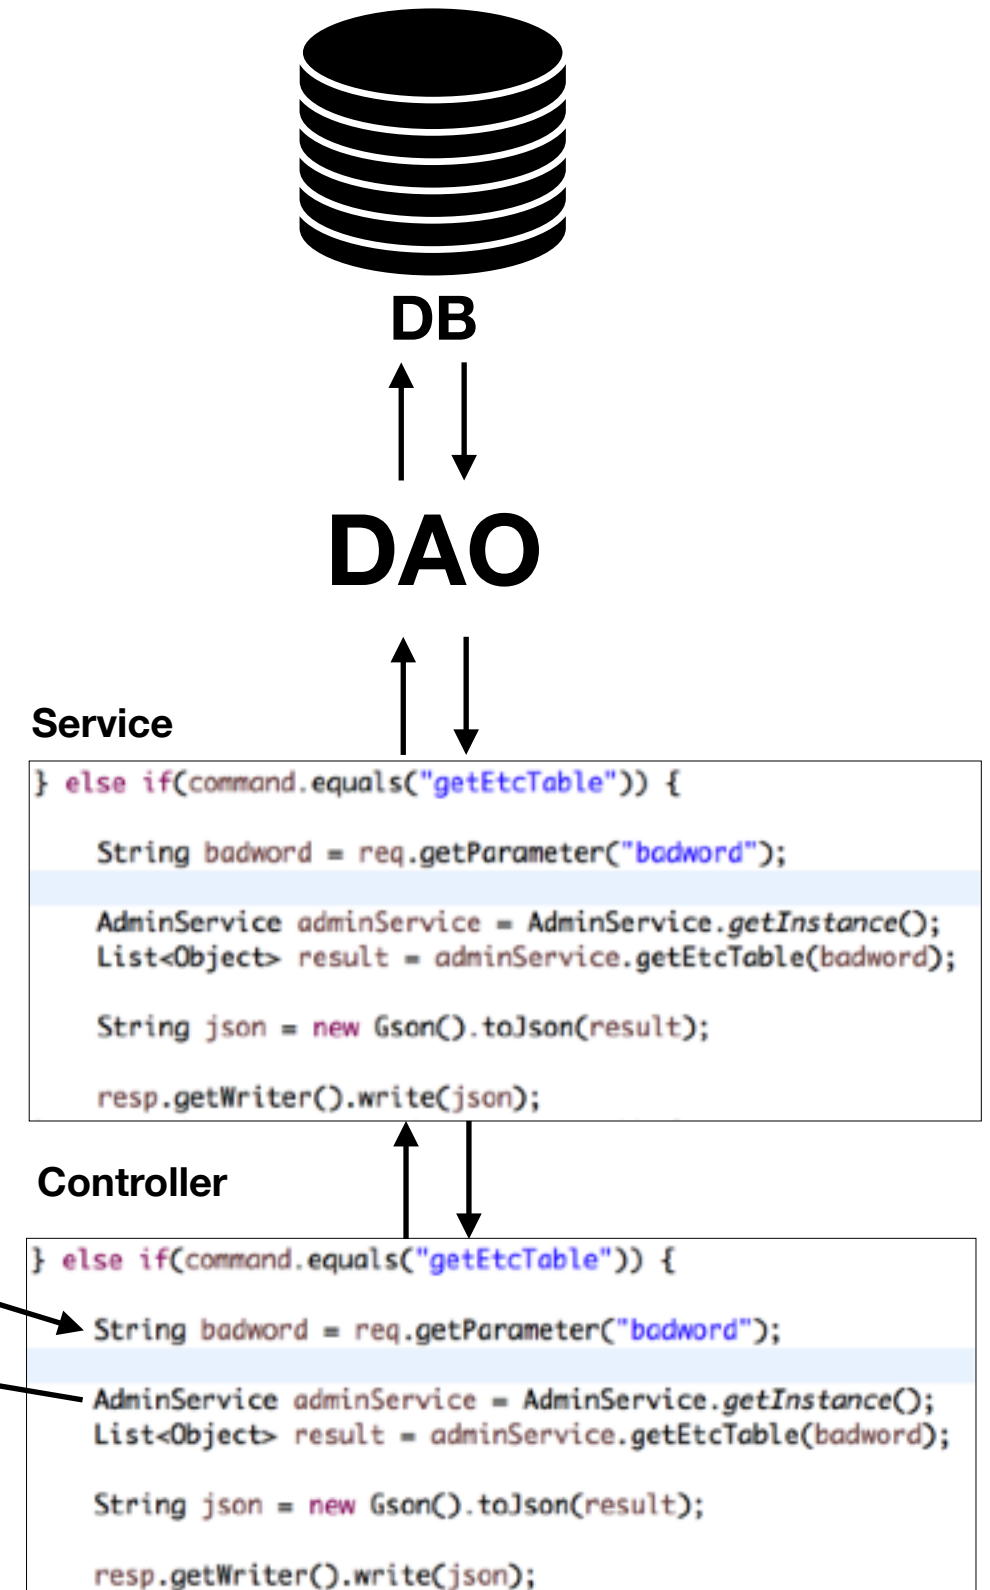 DB
DAO
Service
} else if(command.equals("getEtcTable")) {
String badword = req.getParameter("badword");
AdminService adminService = AdminService.getInstance();
List<Object> result = adminService.getEtcTable(badword);
String json = new Gson().toJson(result);
resp.getWriter().write(json);
Controller
} else if(command.equals("getEtcTable")) {
String badword = req.getParameter("badword");
AdminService adminService = AdminService.getInstance();
List<Object> result = adminService.getEtcTable(badword);
String json = new Gson().toJson(result);
resp.getWriter().write(json);